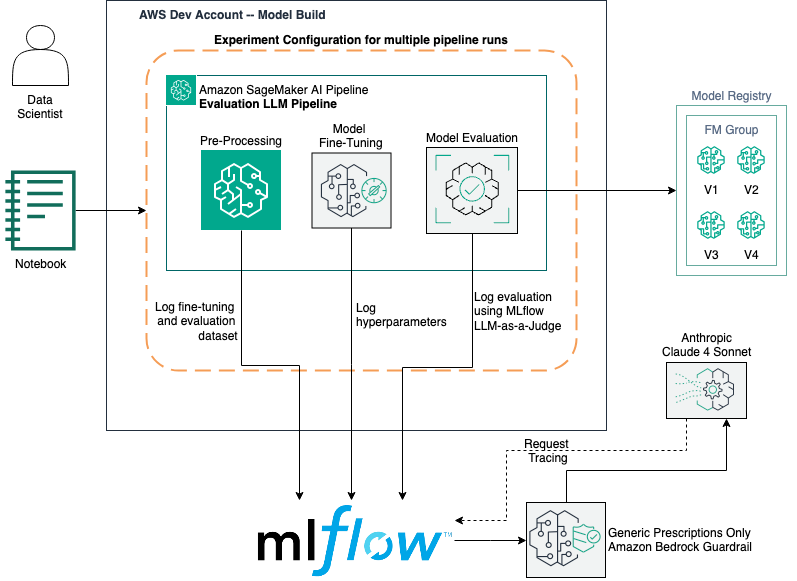 AWS Dev Account -- Model Build
Experiment Configuration for multiple pipeline runs
Amazon SageMaker AI Pipeline
Evaluation LLM Pipeline
Data
Scientist
Pre-Processing
Model
Fine-Tuning
Model Evaluation
Model Registry
FM Group
V1
V2
V3
V4
Notebook
Log fine-tuning
and evaluation
dataset
Log
hyperparameters
Log evaluation
using MLflow
LLM-as-a-Judge
Anthropic
Claude 4 Sonnet
Request
Tracing
mlflow™
Generic Prescriptions Only
Amazon Bedrock Guardrail